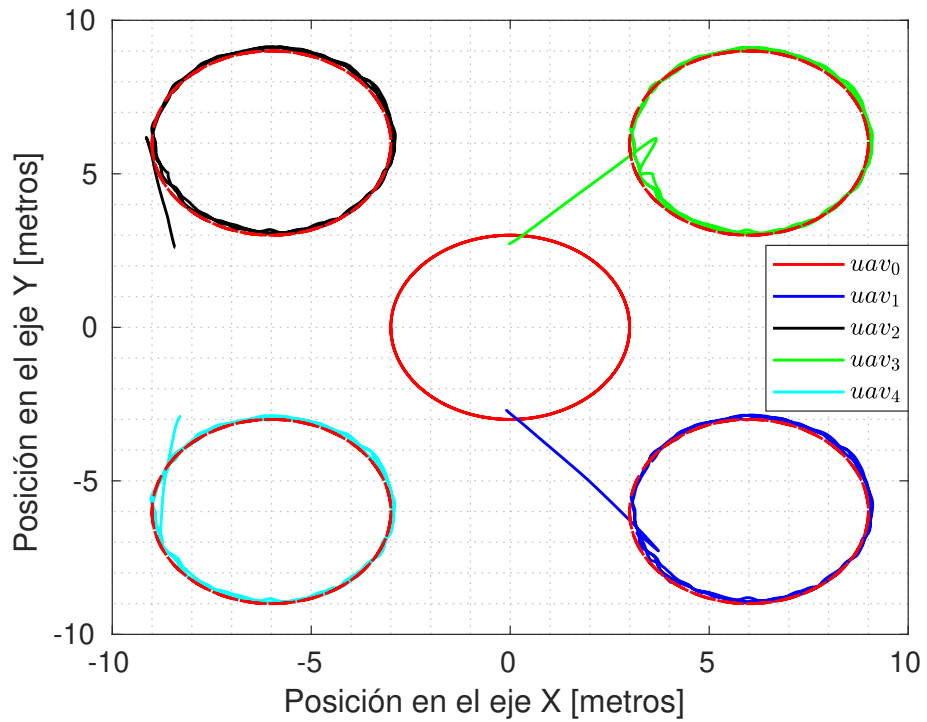 10
5
0
-5
-10
Posición en el eje Y [metros]
uav₀
uav₁
uav₂
uav₃
uav₄
-10
-5
0
5
10
Posición en el eje X [metros]